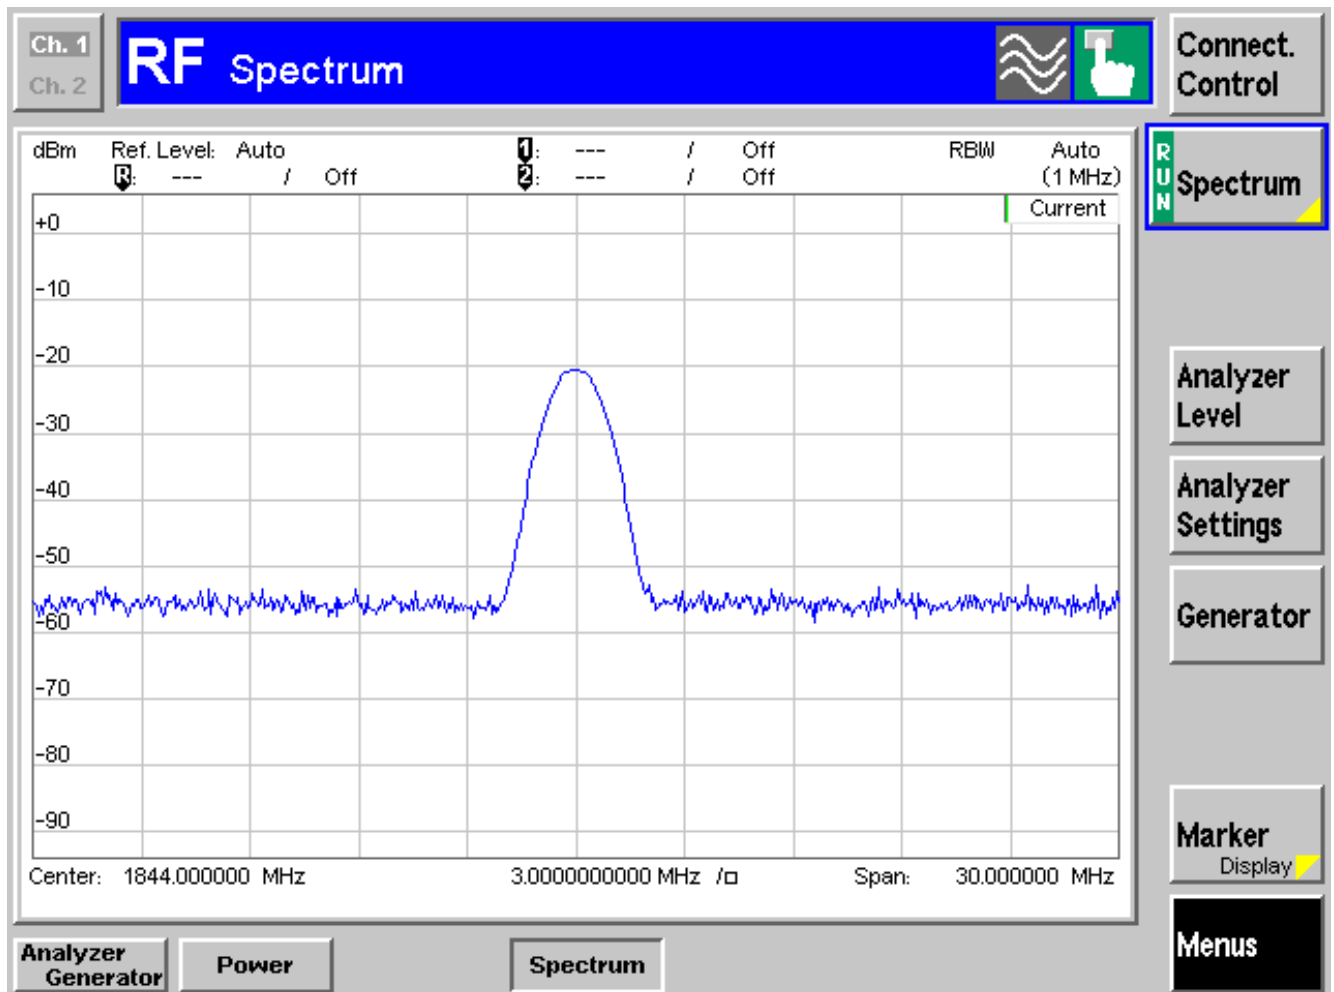 Ch. 1
Ch. 2
RF Spectrum
Connect.
Control
dBm Ref. Level: Auto 1: --- / Off RBW Auto
R: --- / Off 2: --- / Off (1 MHz)
Current
RUN
Spectrum
+0
-10
-20
-30
-40
-50
-60
-70
-80
-90
Analyzer
Level
Analyzer
Settings
Generator
Marker
Display
Center: 1844.000000 MHz 3.00000000000 MHz /□ Span: 30.000000 MHz
Analyzer
Generator
Power
Spectrum
Menus